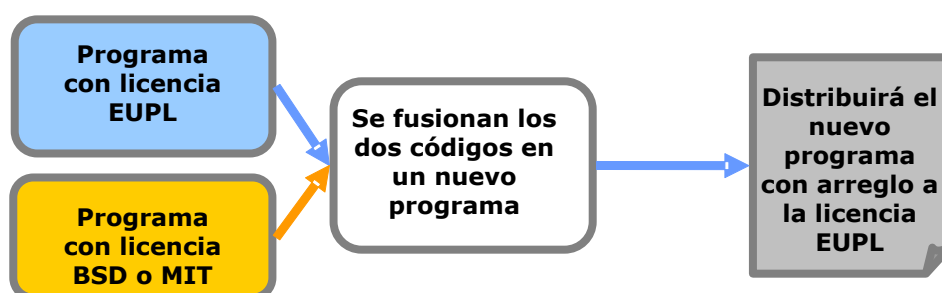 Programa
con licencia
EUPL
Programa
con licencia
BSD o MIT
Se fusionan los
dos códigos en
un nuevo
programa
Distribuirá el
nuevo
programa
con arreglo a
la licencia
EUPL